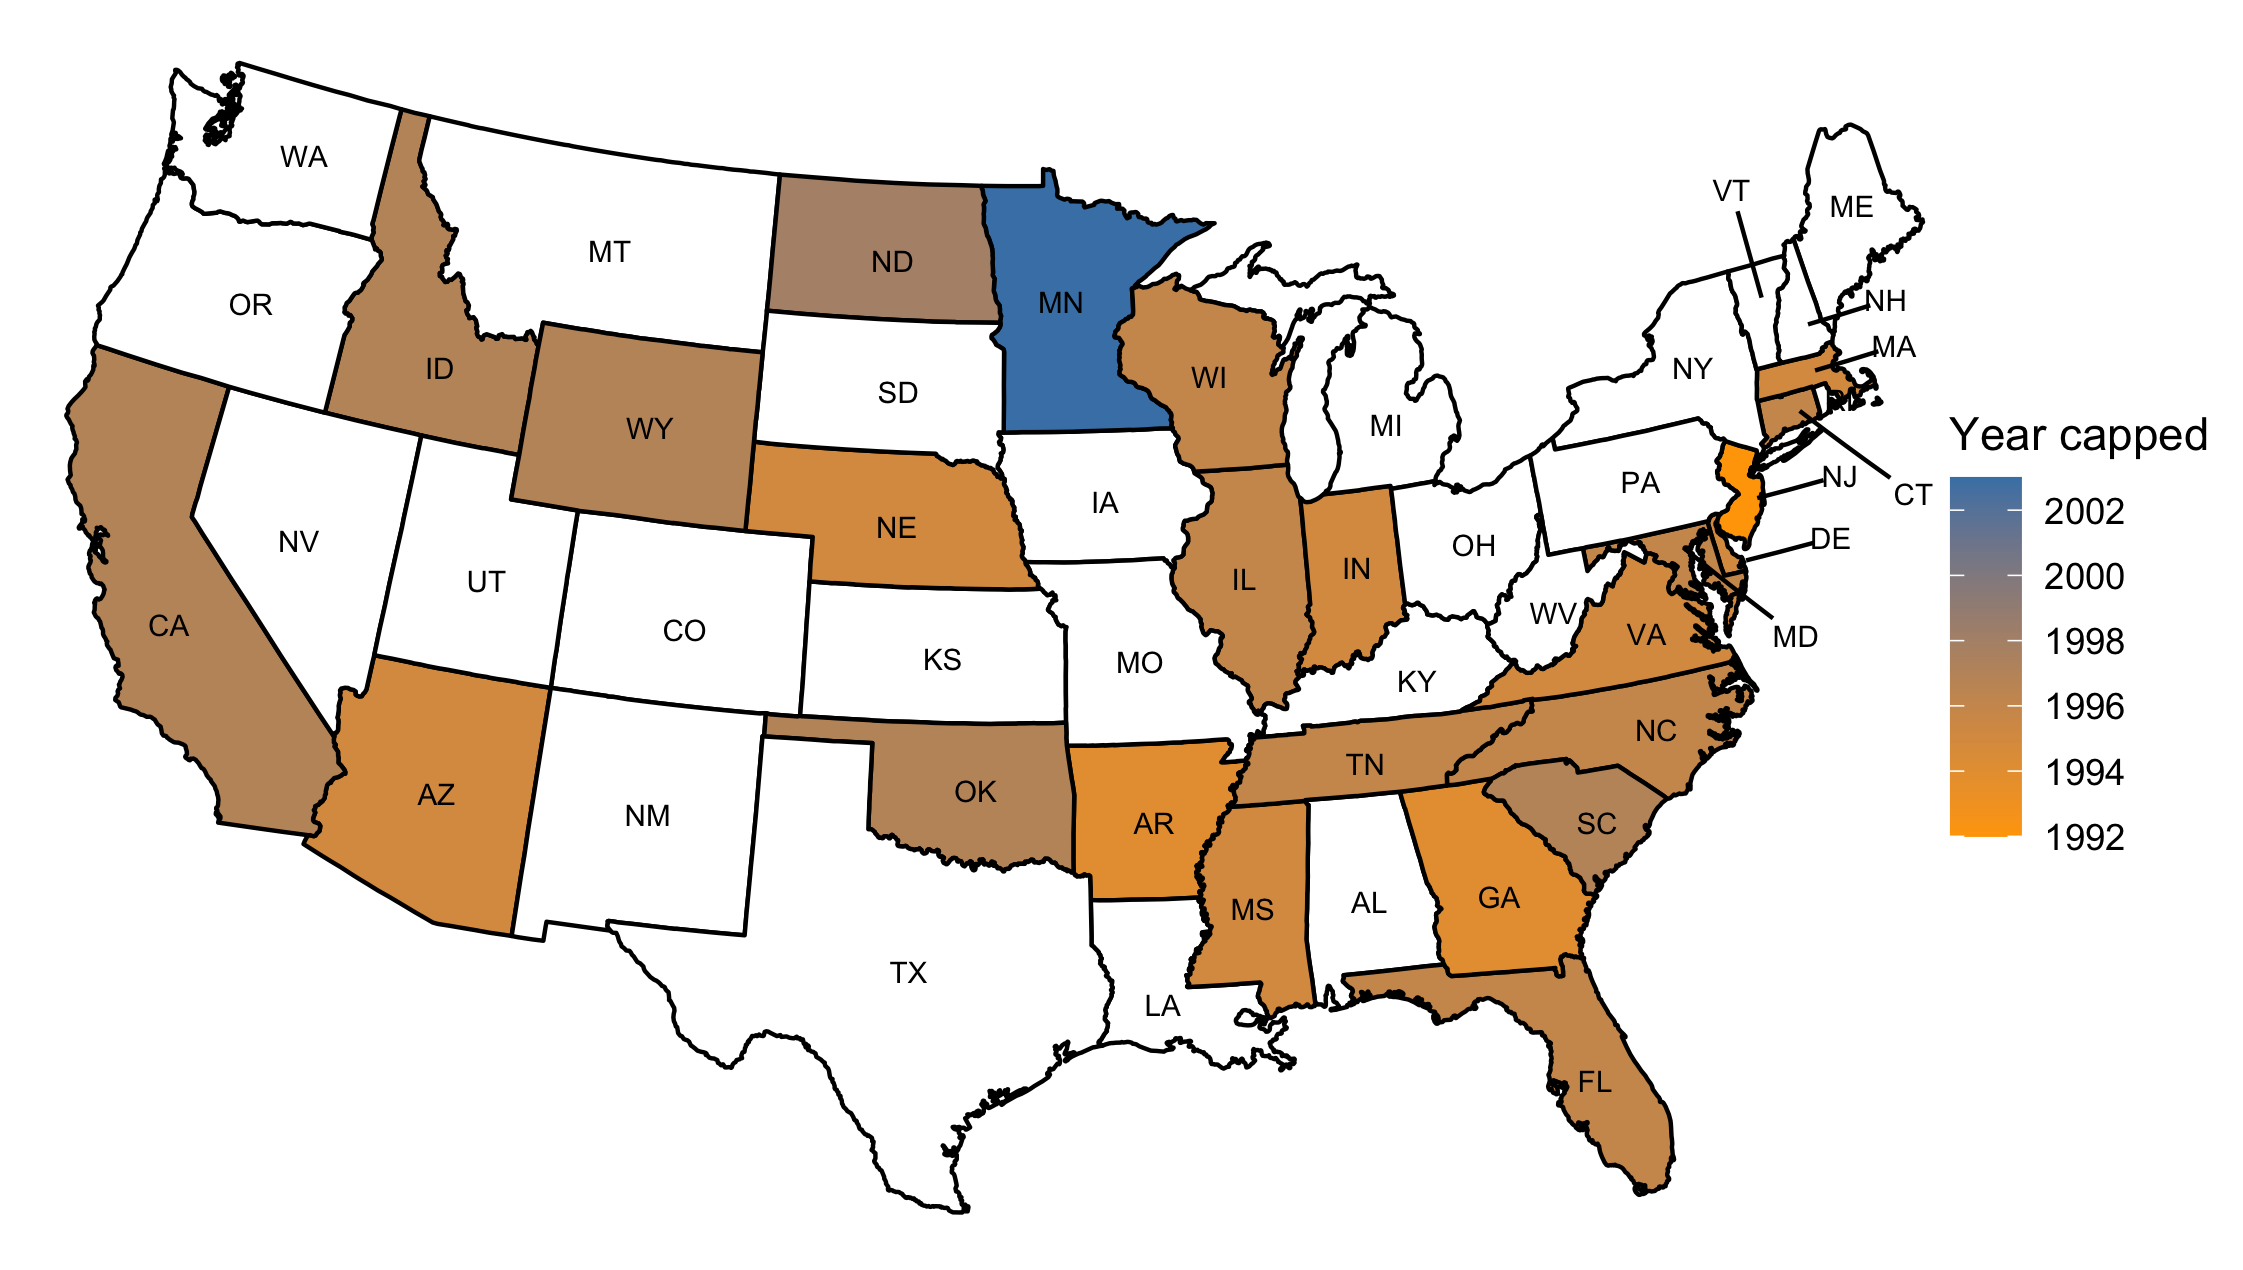 WA
OR
ID
MT
ND
MN
WY
SD
WI
MI
VT
ME
NH
MA
NY
CA
NV
UT
CO
NE
IA
IL
IN
OH
PA
NJ
CT
DE
MD
WV
VA
KS
MO
KY
AZ
NM
OK
AR
TN
NC
SC
MS
AL
GA
TX
LA
FL
Year capped
2002
2000
1998
1996
1994
1992